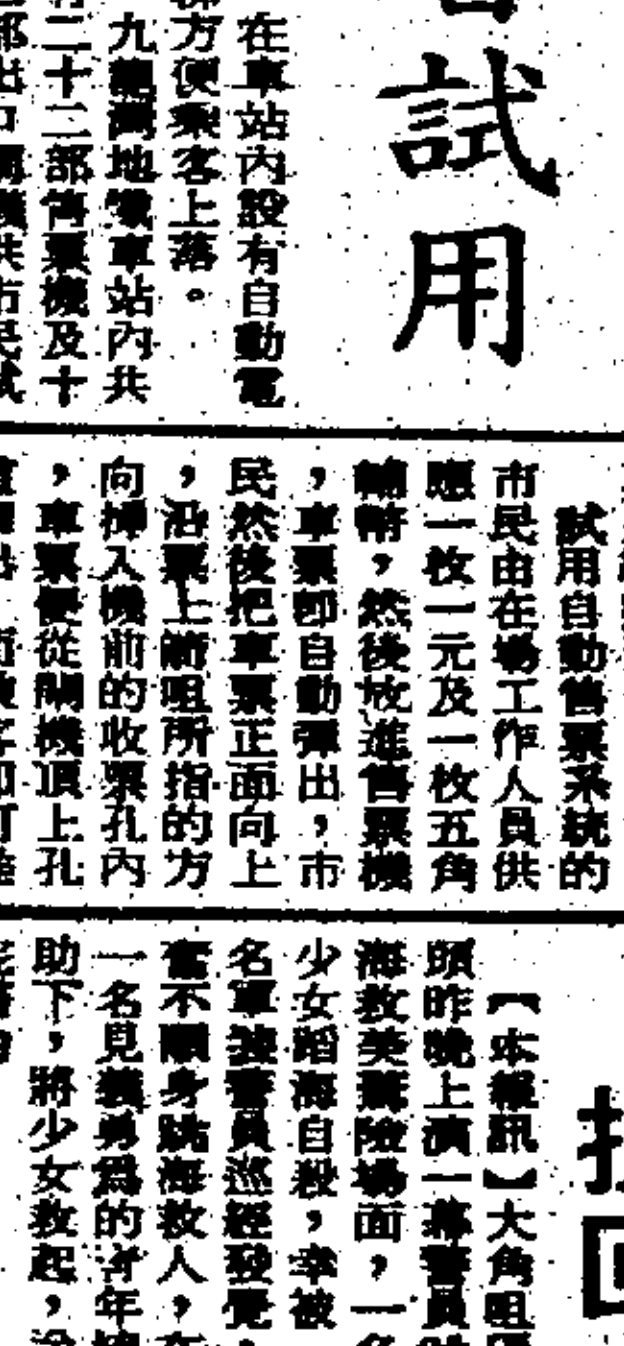 試用
在車站內設有自動電
方便乘客上落。
九龍灣地鐵車站內共
二十二部售票機及十
試用自動售票系統的
市民由在場工作人員供
應一枚一元及一枚五角
輔幣，然後放進售票機
，車票即自動彈出，市
民然後把車票正面向上
，沿票上箭咀所指的方
向揷入機前的收票孔內
，車票便從閘機頂上孔
【本報訊】大角咀
頭昨晚上演一幕警員
海救美驚險場面，一名
少女蹈海自殺，幸被
名軍裝警員巡經發覺，
奮不顧身跳海救人，在
一名見義勇爲的靑年
助下，將少女救起，